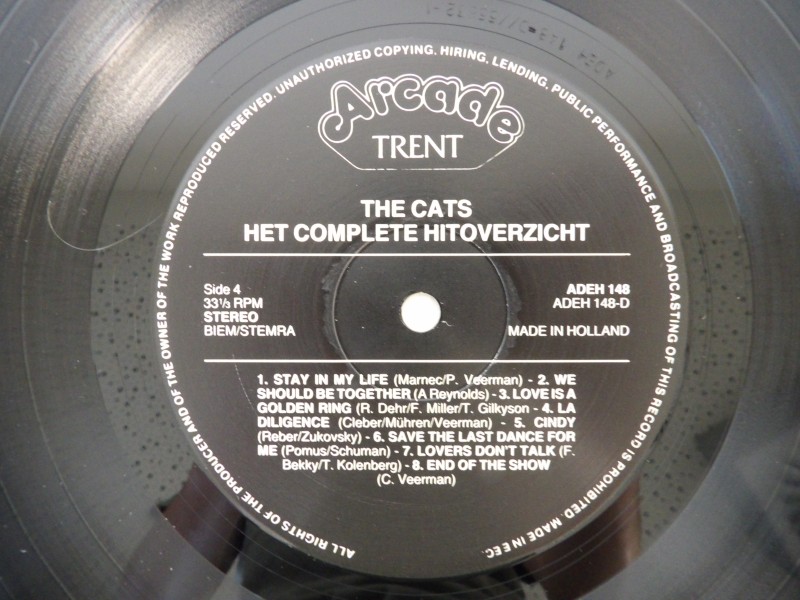 ALL RIGHTS OF THE PRODUCER AND OF THE OWNER OF THE WORK REPRODUCED RESERVED. UNAUTHORIZED COPYING, HIRING, LENDING, PUBLIC PERFORMANCE AND BROADCASTING OF THIS RECORD IS PROHIBITED MADE IN EEC.
Arcade
TRENT
THE CATS
HET COMPLETE HITOVERZICHT
Side 4 ADEH 148
33⅓ RPM ADEH 148-D
STEREO
BIEM/STEMRA MADE IN HOLLAND
1. STAY IN MY LIFE (Marnec/P. Veerman) - 2. WE
SHOULD BE TOGETHER (A Reynolds) - 3. LOVE IS A
GOLDEN RING (R. Dehr/F. Miller/T. Gilkyson - 4. LA
DILIGENCE (Cleber/Mühren/Veerman) - 5. CINDY
(Reber/Zukovsky) - 6. SAVE THE LAST DANCE FOR
ME (Pomus/Schuman) - 7. LOVERS DON'T TALK (F.
Bekky/T. Kolenberg) - 8. END OF THE SHOW
(C. Veerman)